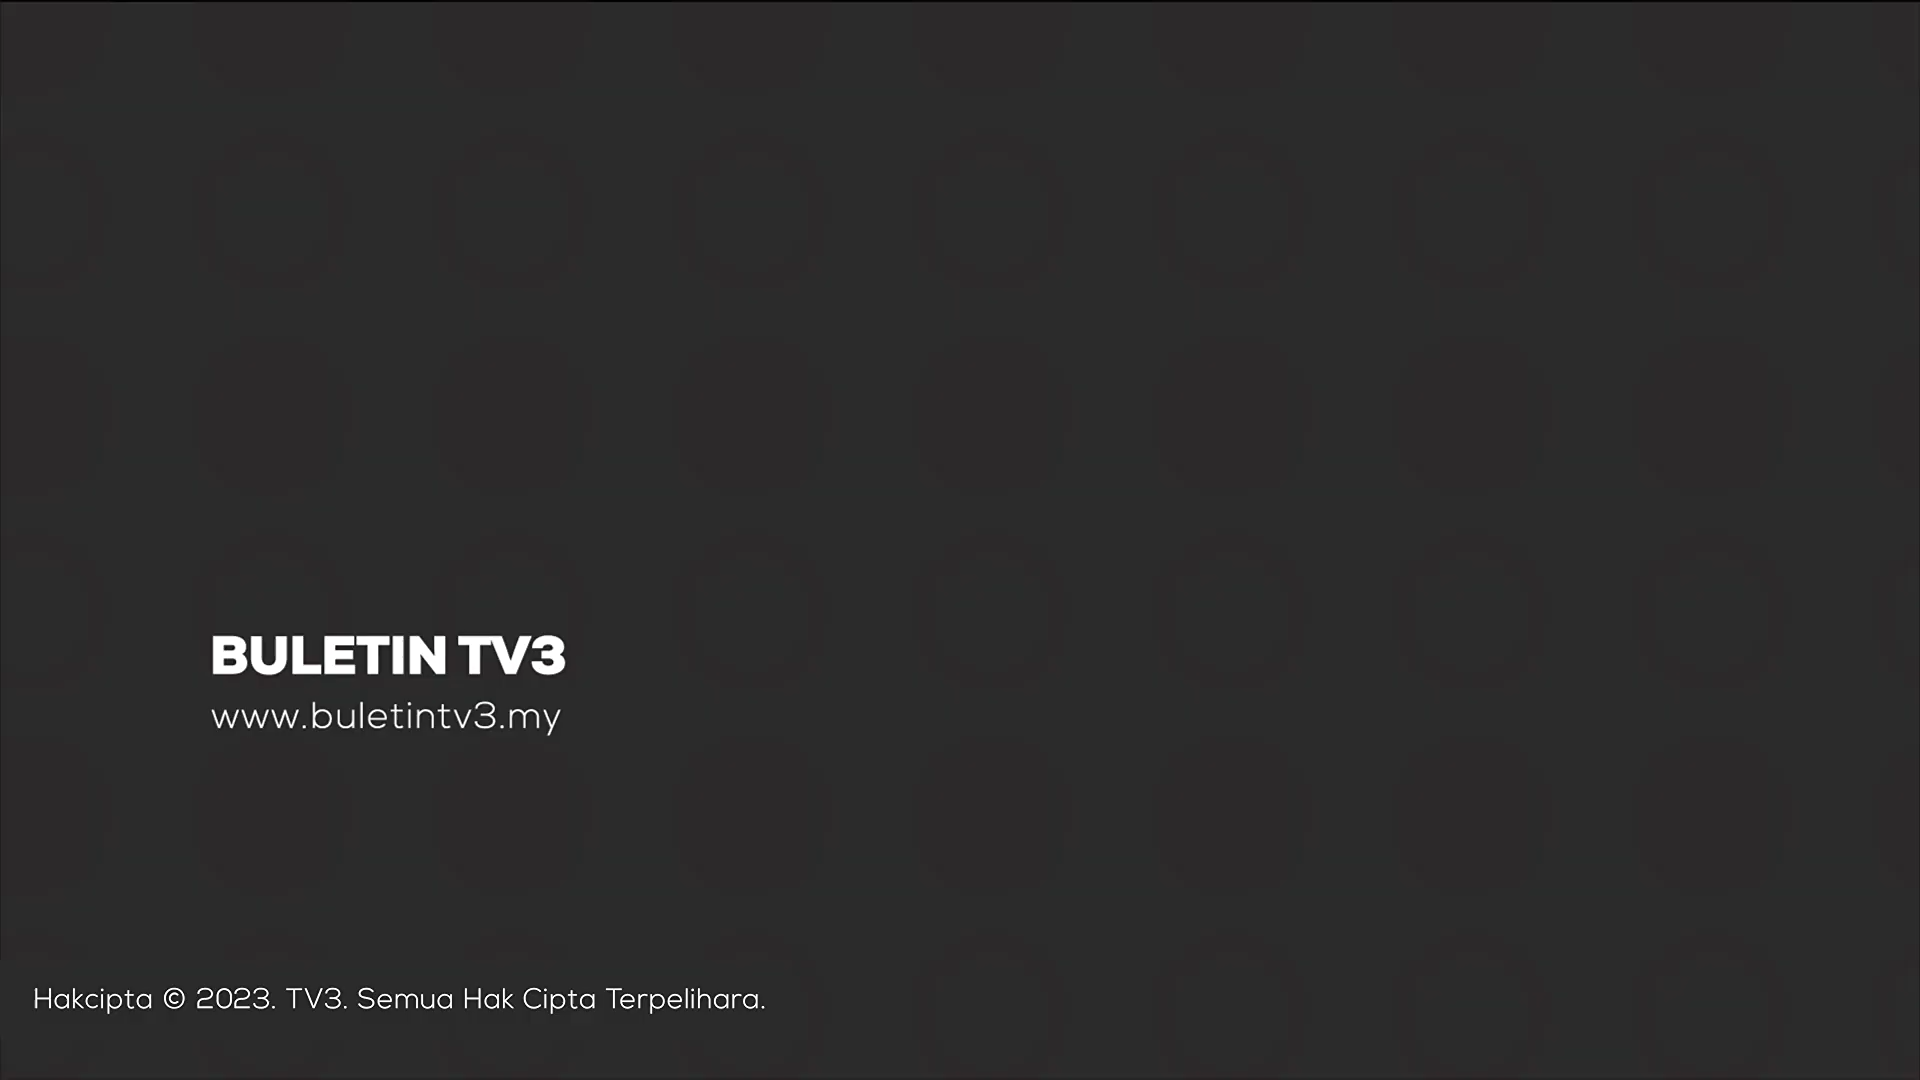 BULETIN TV3
www.buletintv3.my
Hakcipta © 2023. TV3. Semua Hak Cipta Terpelihara.